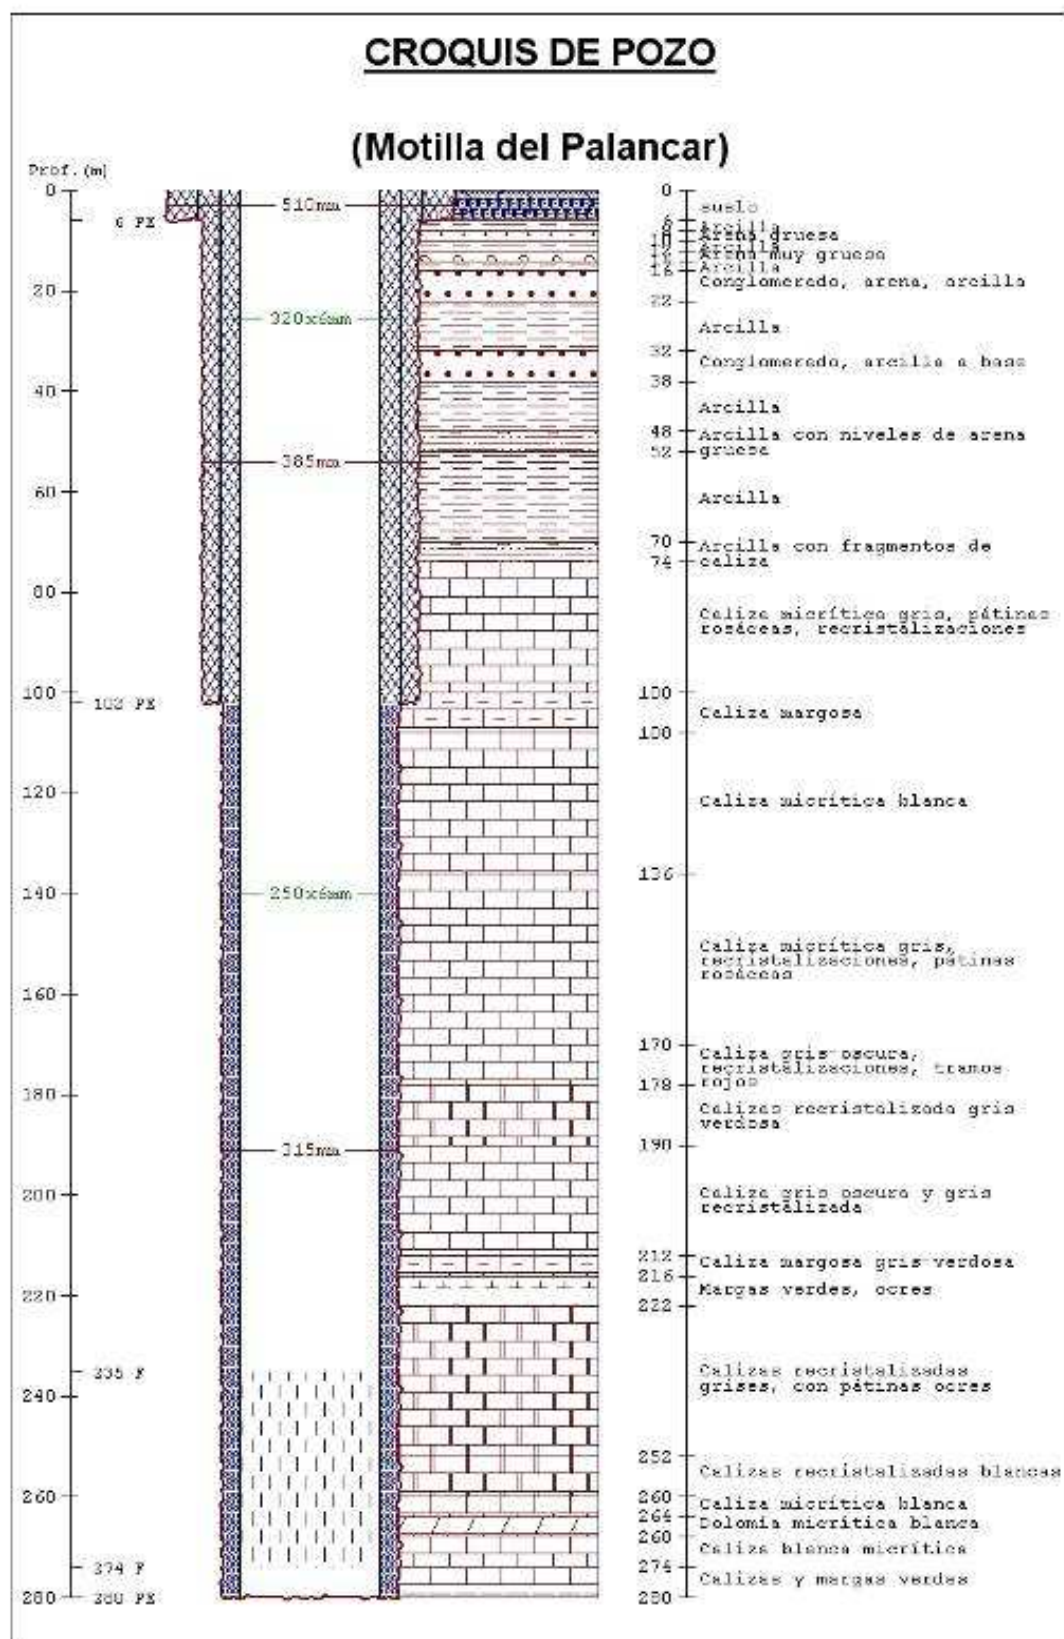 CROQUIS DE POZO
(Motilla del Palancar)
Prof.(m)
0
20
40
60
80
100
120
140
160
180
200
220
240
260
280
6 PE
102 PE
235 F
274 F
280 PE
510mm
320x6mm
385mm
250x6mm
315mm
0
suelo
6
Arcilla
8
Arena gruesa
10
Arcilla
Arena muy gruesa
Arcilla
16
Conglomerado, arena, arcilla
22
Arcilla
32
Conglomerado, arcilla a base
38
Arcilla
48
Arcilla con niveles de arena
52
gruesa
Arcilla
70
Arcilla con fragmentos de
74
caliza
Caliza micrítica gris, pátinas
rosáceas, recristalizaciones
100
Caliza margosa
Caliza micrítica blanca
136
Caliza micrítica gris,
recristalizaciones, pátinas
rosáceas
170
Caliza gris oscura,
recristalizaciones, tramos
rojos
178
Calizas recristalizada gris
verdosa
190
Caliza gris oscura y gris
recristalizada
212
Caliza margosa gris verdosa
216
Margas verdes, ocres
222
Calizas recristalizadas
grises, con pátinas ocres
252
Calizas recristalizadas blancas
260
Caliza micrítica blanca
264
Dolomia micrítica blanca
Caliza blanca micrítica
274
Calizas y margas verdes
280